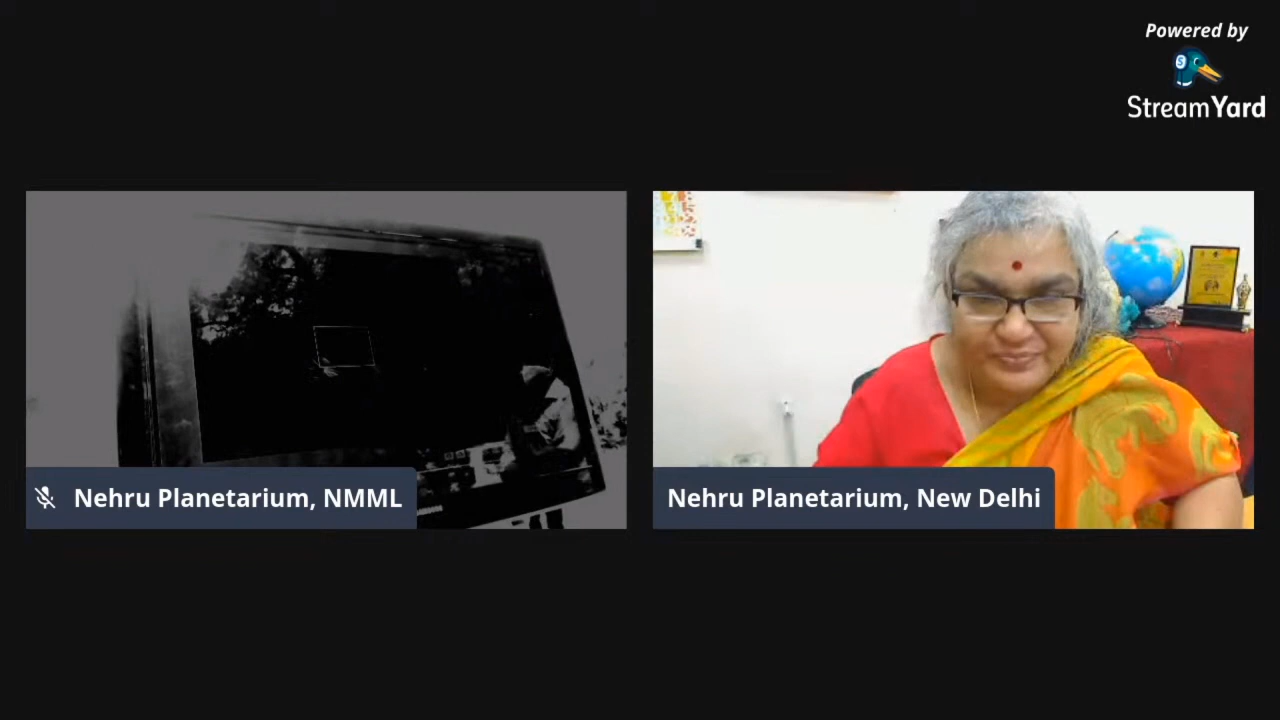 Powered by
StreamYard
Nehru Planetarium, NMML
Nehru Planetarium, New Delhi